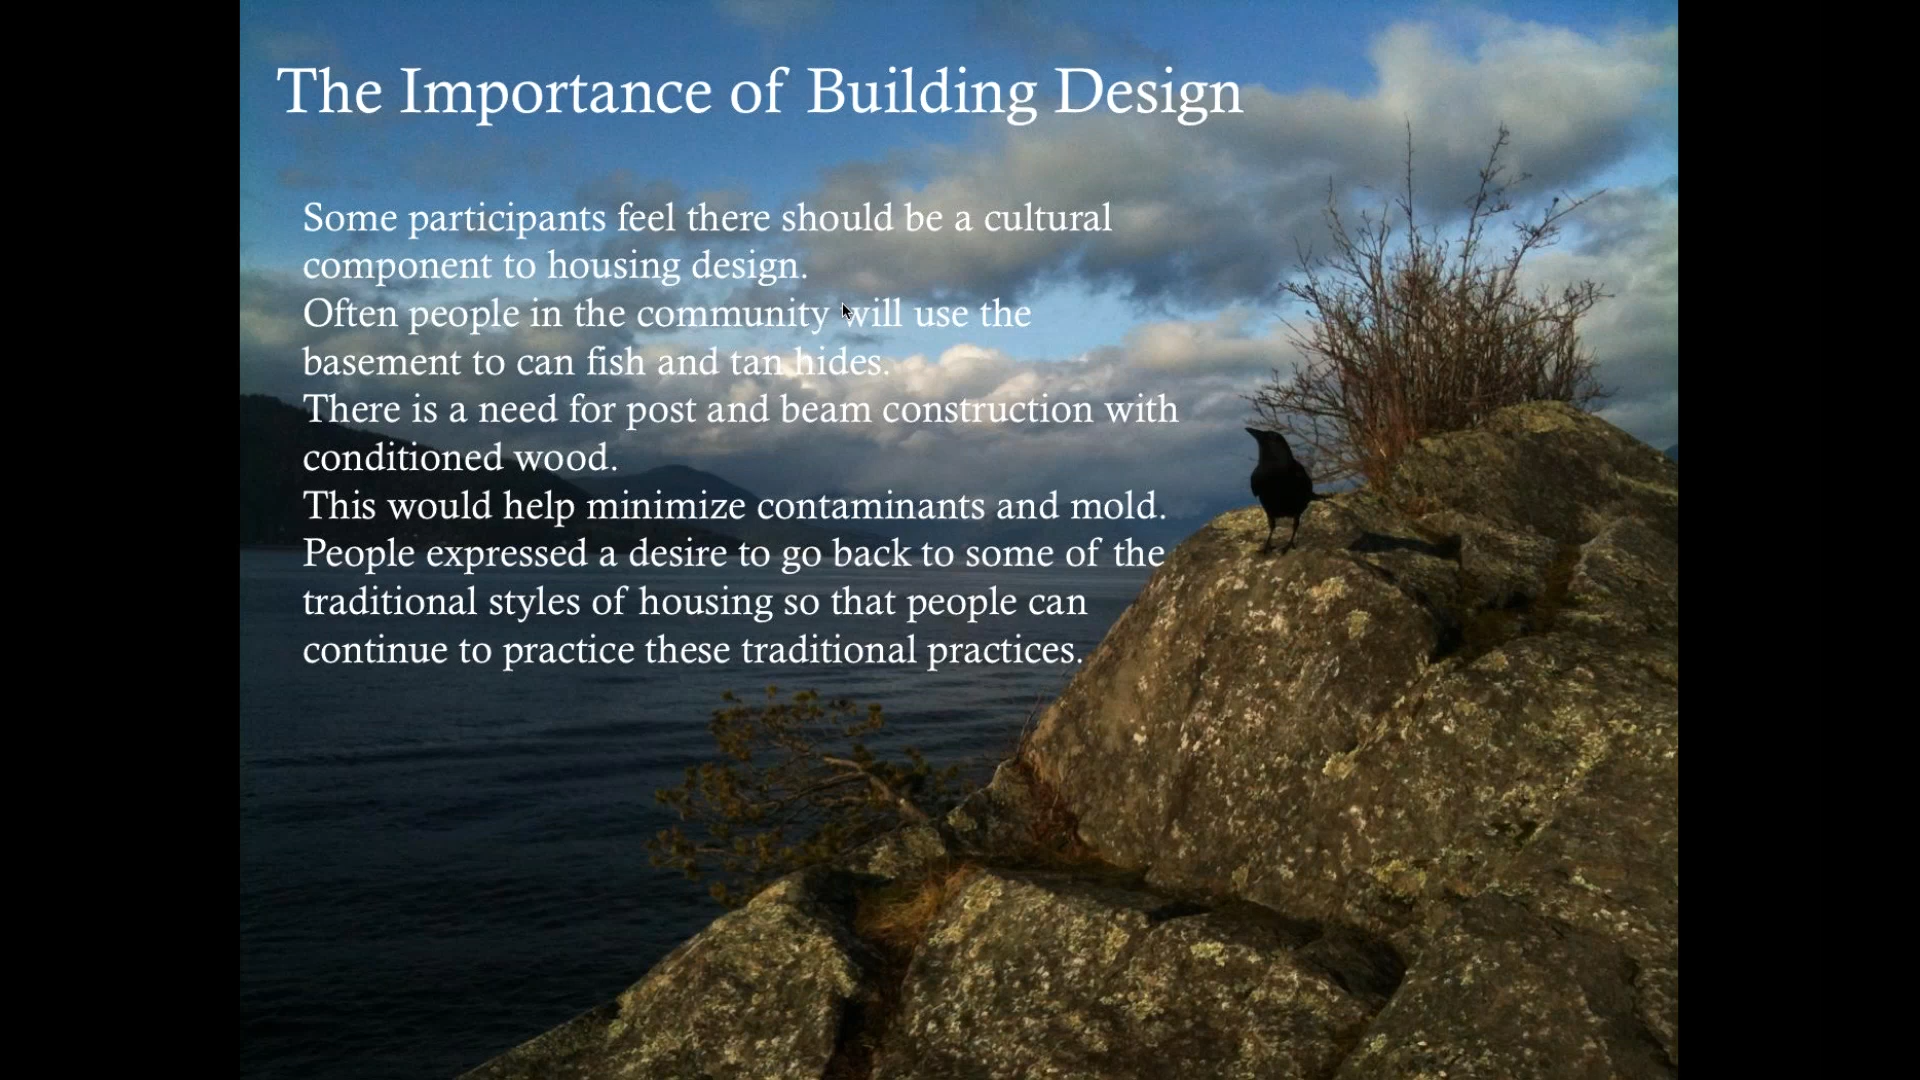 The Importance of Building Design
Some participants feel there should be a cultural
component to housing design.
Often people in the community will use the
basement to can fish and tan hides.
There is a need for post and beam construction with
conditioned wood.
This would help minimize contaminants and mold.
People expressed a desire to go back to some of the
traditional styles of housing so that people can
continue to practice these traditional practices.